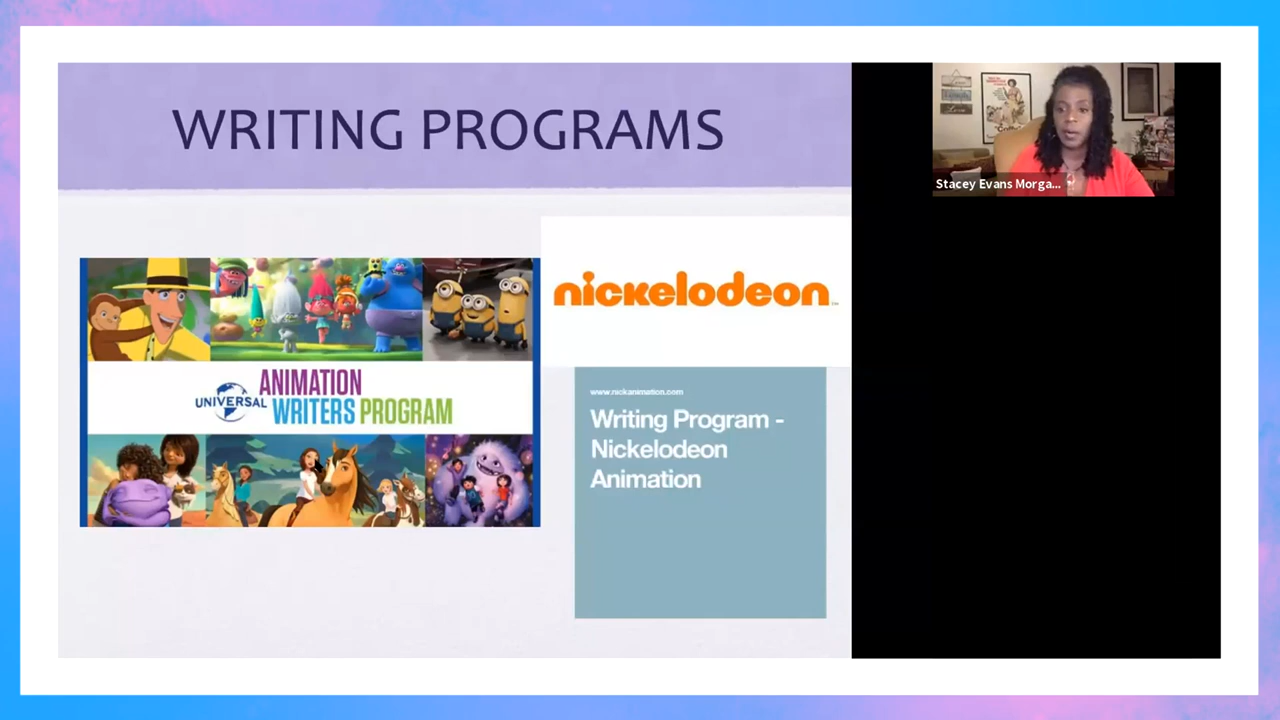 WRITING PROGRAMS
Stacey Evans Morga...
nickelodeon
ANIMATION
UNIVERSAL WRITERS PROGRAM
www.nickanimation.com
Writing Program -
Nickelodeon
Animation